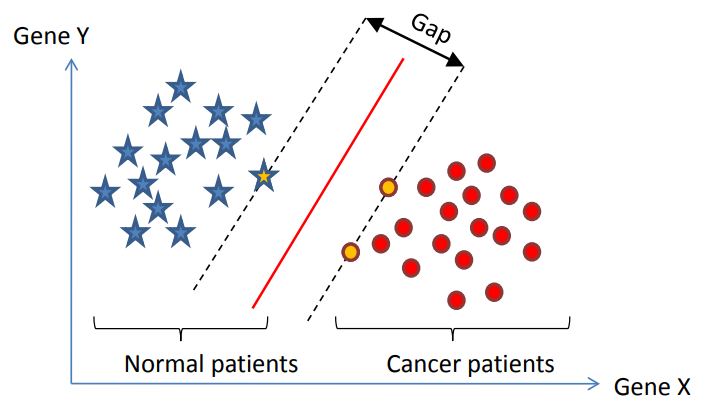 Gap
Gene Y
Normal patients
Cancer patients
Gene X